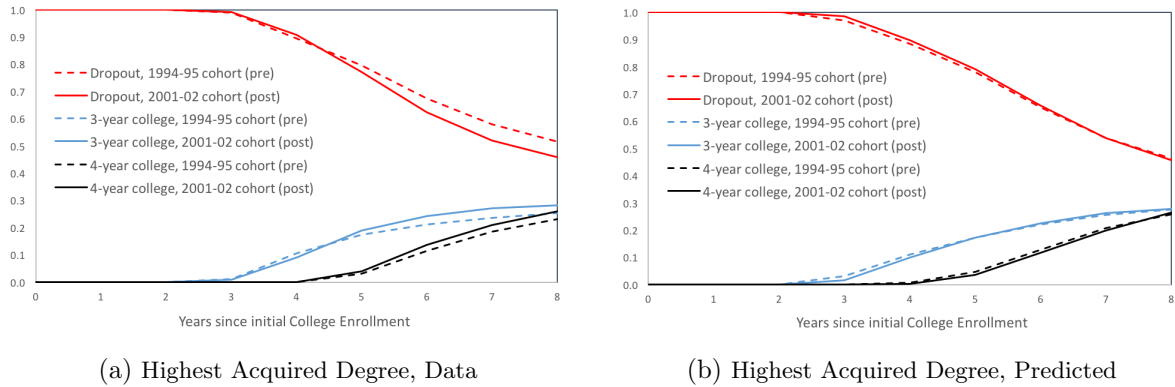 1.0
0.9
0.8
0.7
0.6
0.5
0.4
0.3
0.2
0.1
0.0
Dropout, 1994-95 cohort (pre)
Dropout, 2001-02 cohort (post)
3-year college, 1994-95 cohort (pre)
3-year college, 2001-02 cohort (post)
4-year college, 1994-95 cohort (pre)
4-year college, 2001-02 cohort (post)
0 1 2 3 4 5 6 7 8
Years since initial College Enrollment
(a) Highest Acquired Degree, Data
1.0
0.9
0.8
0.7
0.6
0.5
0.4
0.3
0.2
0.1
0.0
Dropout, 1994-95 cohort (pre)
Dropout, 2001-02 cohort (post)
3-year college, 1994-95 cohort (pre)
3-year college, 2001-02 cohort (post)
4-year college, 1994-95 cohort (pre)
4-year college, 2001-02 cohort (post)
0 1 2 3 4 5 6 7 8
Years since initial College Enrollment
(b) Highest Acquired Degree, Predicted